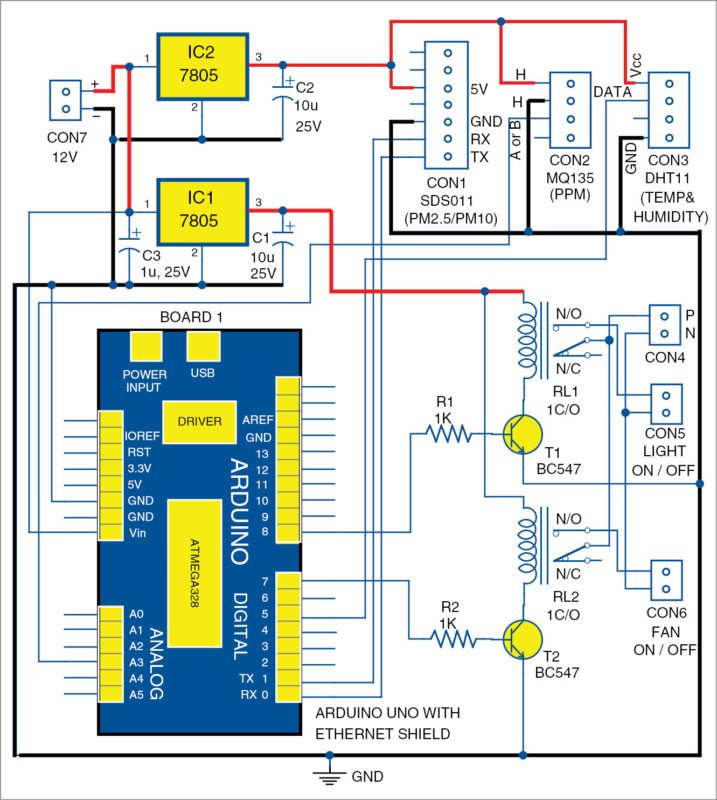 IC2
7805
1
3
2
+
−
CON7
12V
+
C2
10u
25V
5V
GND
RX
TX
CON1
SDS011
(PM2.5/PM10)
H
H
A or B
CON2
MQ135
(PPM)
Vcc
DATA
GND
CON3
DHT11
(TEMP&
HUMIDITY)
IC1
7805
1
3
2
+
C3
1u, 25V
+
C1
10u
25V
BOARD 1
POWER
INPUT
USB
DRIVER
IOREF
RST
3.3V
5V
GND
GND
Vin
AREF
GND
13
12
11
10
9
8
ARDUINO
ATMEGA328
DIGITAL
7
6
5
4
3
2
TX 1
RX 0
A0
A1
A2
A3
A4
A5
ANALOG
ARDUINO UNO WITH
ETHERNET SHIELD
N/O
N/C
RL1
1C/O
R1
1K
T1
BC547
P
N
CON4
CON5
LIGHT
ON / OFF
N/O
N/C
RL2
1C/O
R2
1K
T2
BC547
CON6
FAN
ON / OFF
GND